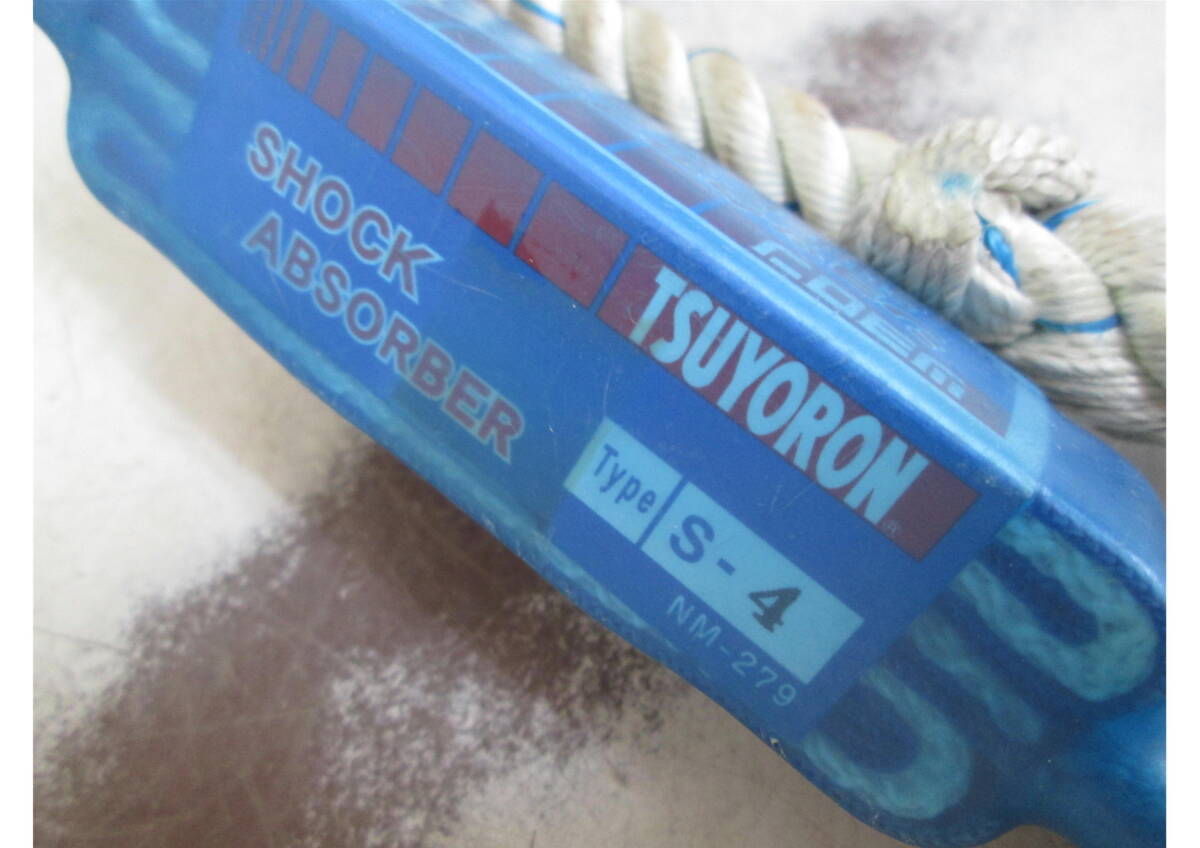 SHOCK
ABSORBER
TSUYORON®
Type S-4
NM-279